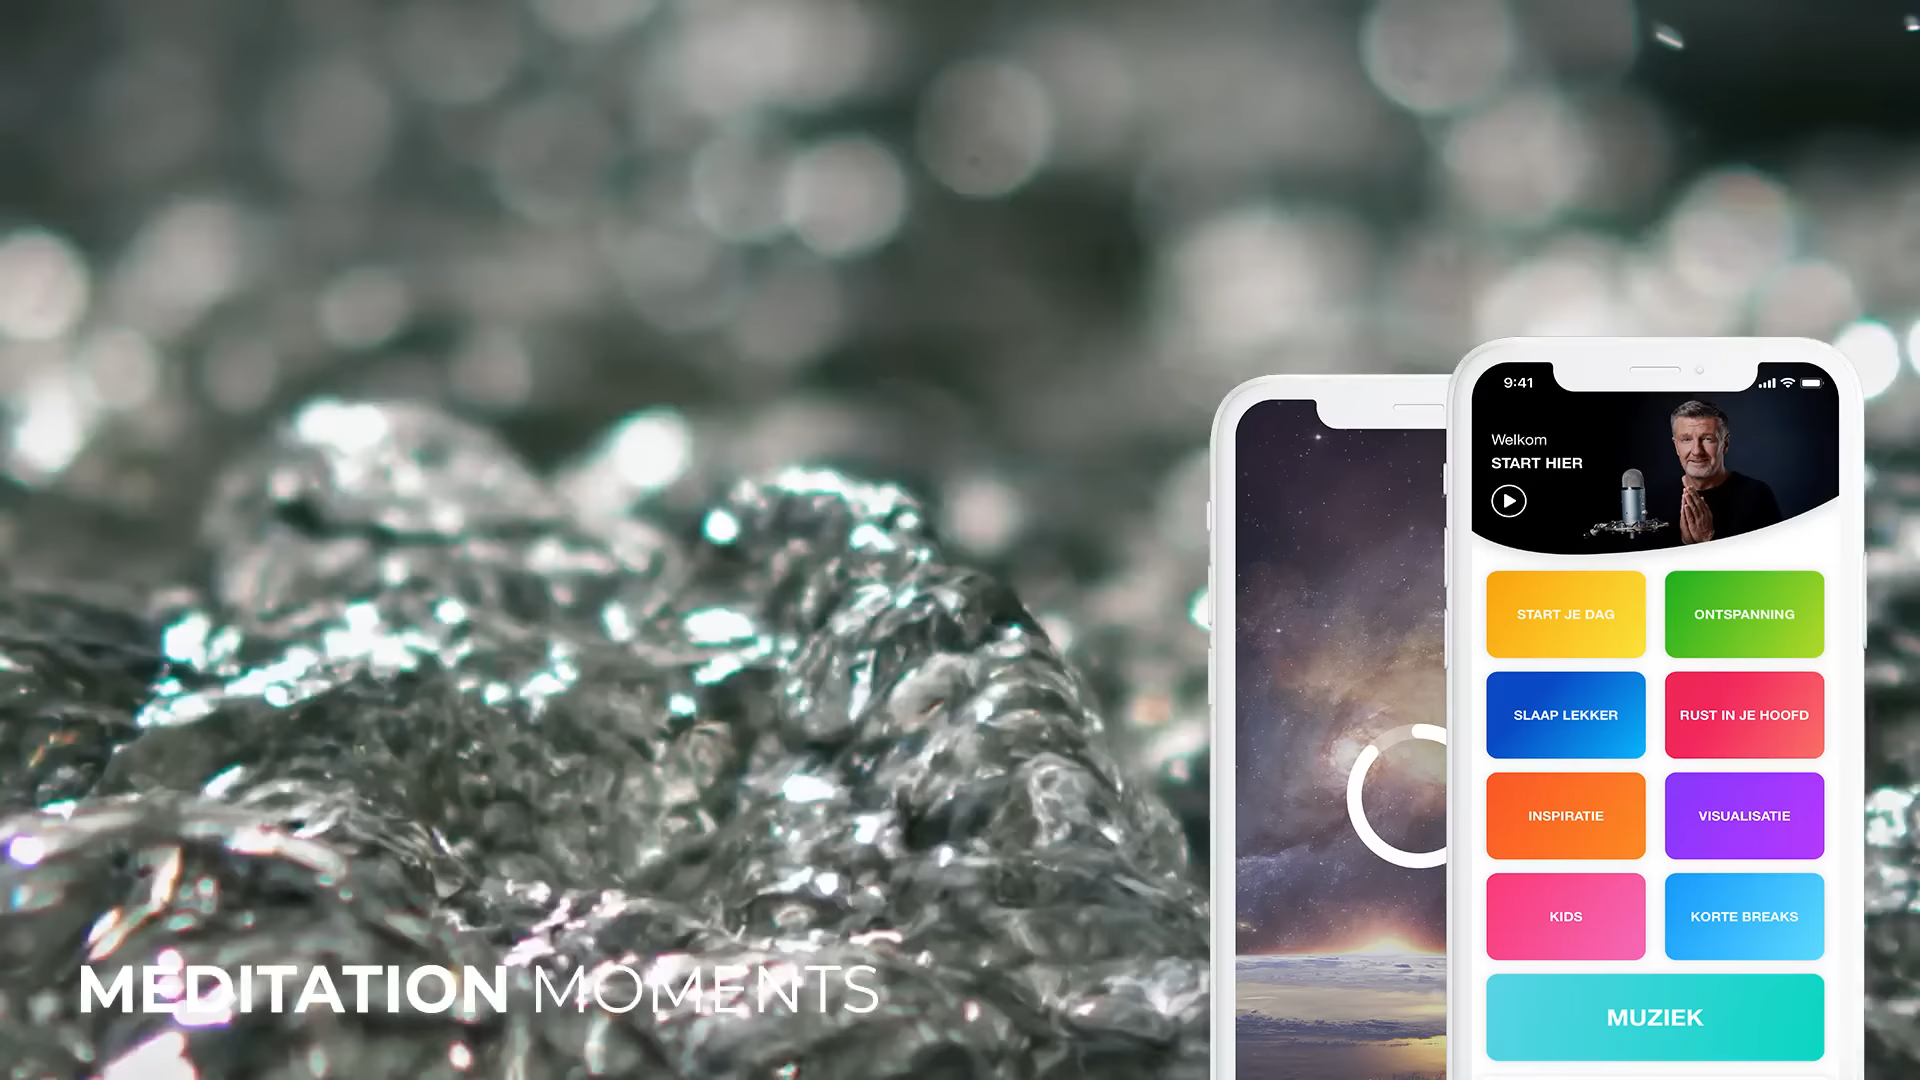 9:41
Welkom
START HIER
START JE DAG
ONTSPANNING
SLAAP LEKKER
RUST IN JE HOOFD
INSPIRATIE
VISUALISATIE
KIDS
KORTE BREAKS
MUZIEK
MEDITATION MOMENTS